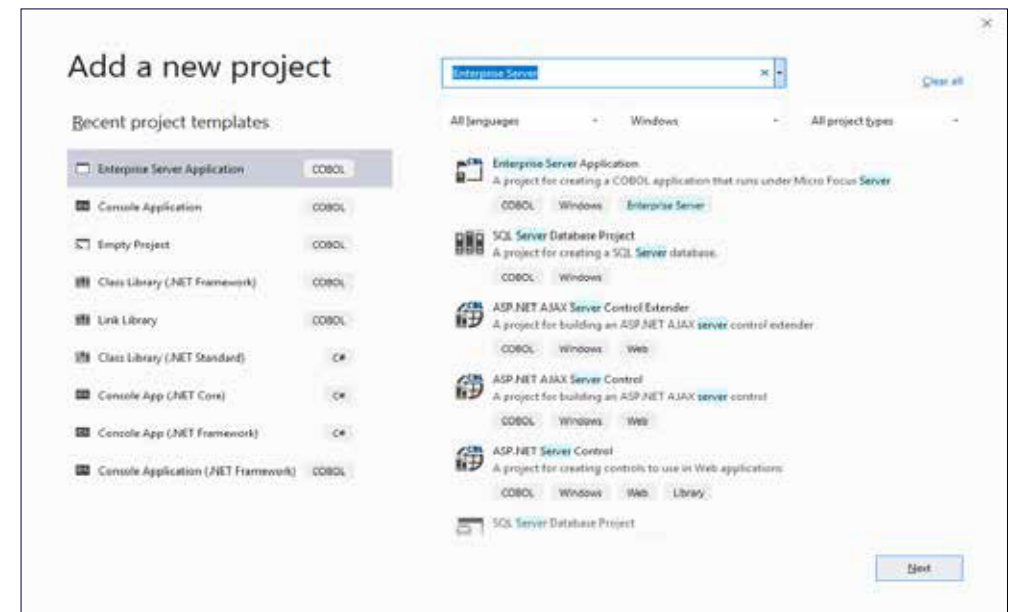 Add a new project
Recent project templates
Enterprise Server Application COBOL
Console Application COBOL
Empty Project COBOL
Class Library (.NET Framework) COBOL
Link Library COBOL
Class Library (.NET Standard) C#
Console App (.NET Core) C#
Console App (.NET Framework) C#
Console Application (.NET Framework) COBOL
Enterprise Server
Clear all
All languages Windows All project types
Enterprise Server Application
A project for creating a COBOL application that runs under Micro Focus Server
COBOL Windows Enterprise Server
SQL Server Database Project
A project for creating a SQL Server database.
COBOL Windows
ASP.NET AJAX Server Control Extender
A project for building an ASP.NET AJAX server control extender
COBOL Windows Web
ASP.NET AJAX Server Control
A project for building an ASP.NET AJAX server control
COBOL Windows Web
ASP.NET Server Control
A project for creating controls to use in Web applications
COBOL Windows Web Library
SQL Server Database Project
Next